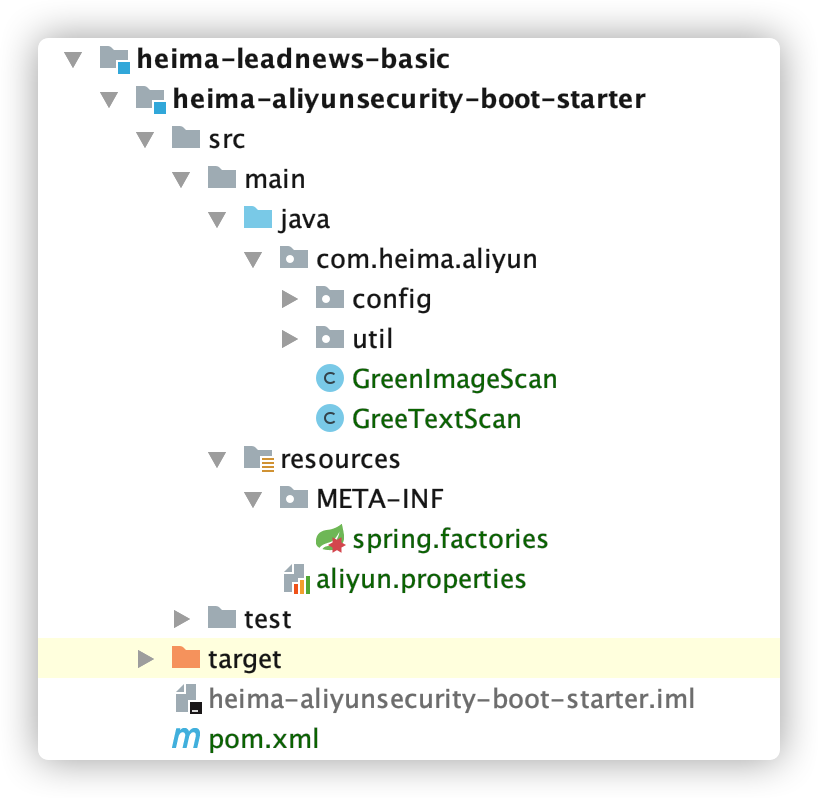 heima-leadnews-basic
heima-aliyunsecurity-boot-starter
src
main
java
com.heima.aliyun
config
util
C GreenImageScan
C GreeTextScan
resources
META-INF
spring.factories
aliyun.properties
test
target
heima-aliyunsecurity-boot-starter.iml
m pom.xml